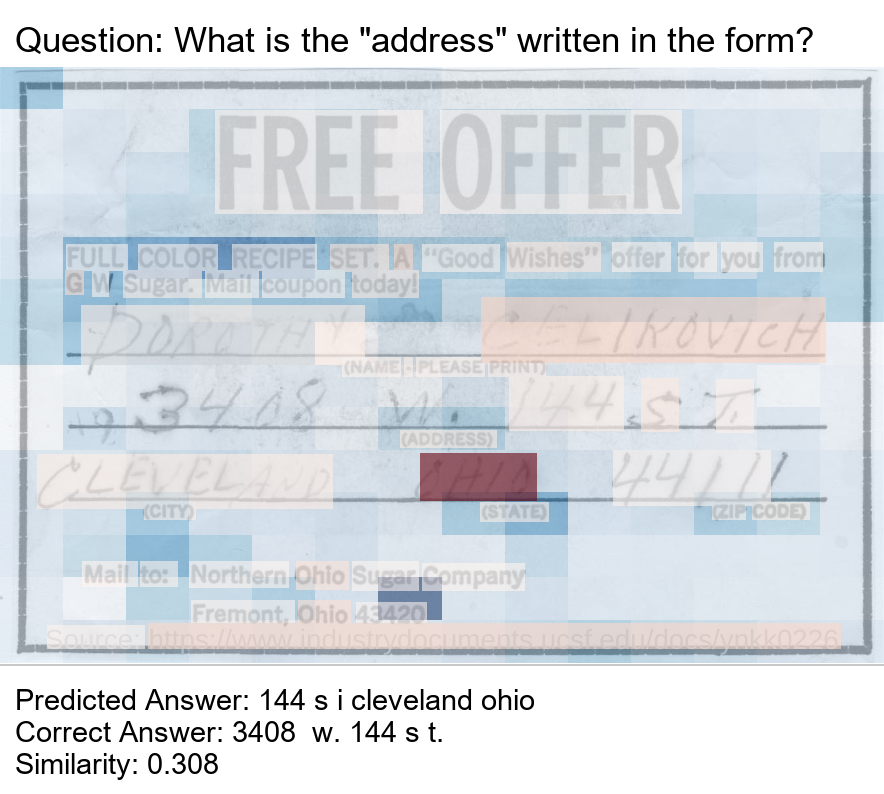 Question: What is the "address" written in the form?
FREE OFFER
FULL COLOR RECIPE SET. A "Good Wishes" offer for you from
G W Sugar. Mail coupon today!
DOROTHY M CELIKOVICH
(NAME - PLEASE PRINT)
3408 W. 144 ST.
(ADDRESS)
CLEVELAND OHIO 44111
(CITY) (STATE) (ZIP CODE)
Mail to: Northern Ohio Sugar Company
Fremont, Ohio 43420
Source: https://www.industrydocuments.ucsf.edu/docs/ynkk0226
Predicted Answer: 144 s i cleveland ohio
Correct Answer: 3408 w. 144 s t.
Similarity: 0.308